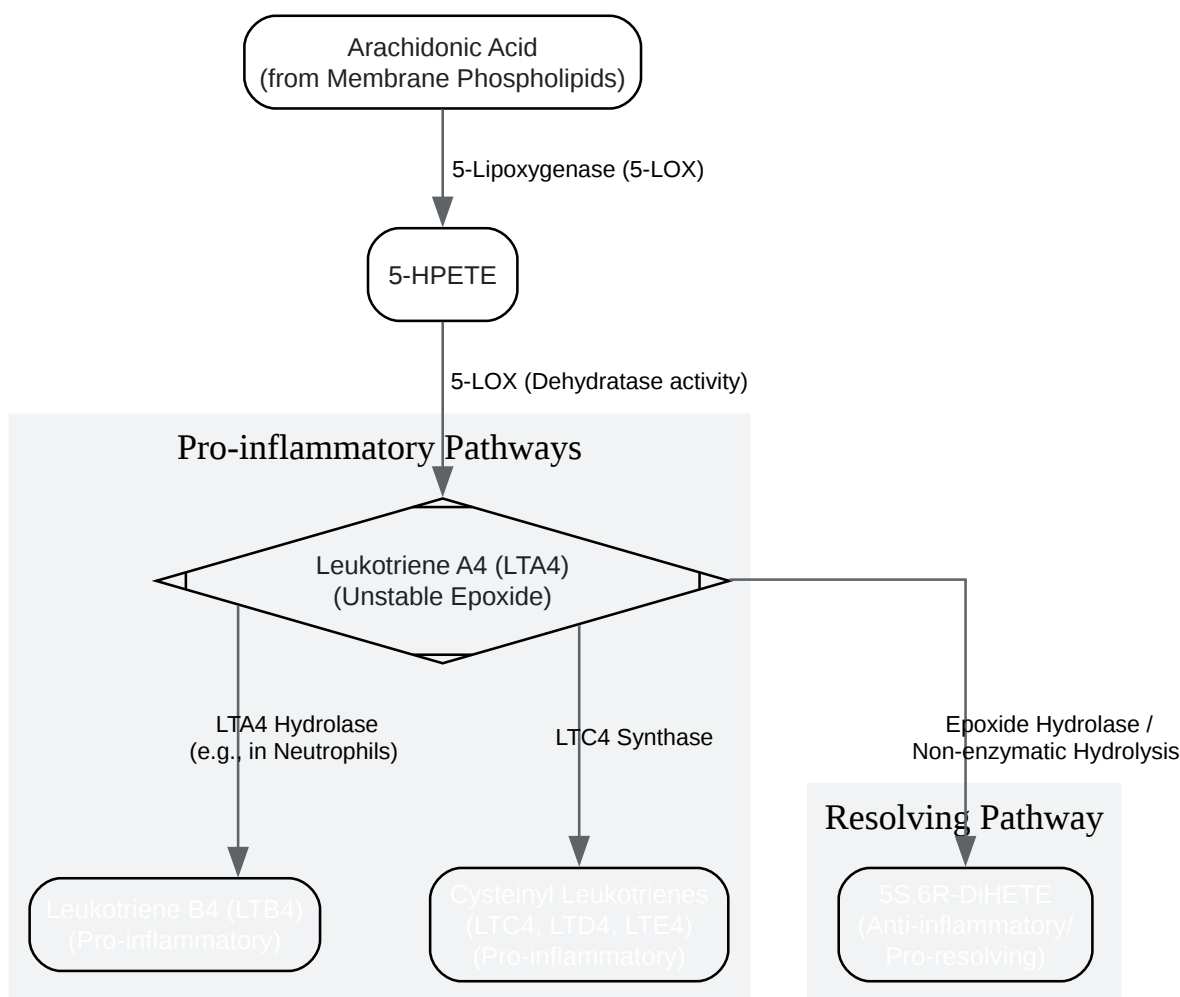 Arachidonic Acid
(from Membrane Phospholipids)
5-Lipoxygenase (5-LOX)
5-HPETE
5-LOX (Dehydratase activity)
Pro-inflammatory Pathways
Leukotriene A4 (LTA4)
(Unstable Epoxide)
LTA4 Hydrolase
(e.g., in Neutrophils)
LTC4 Synthase
Epoxide Hydrolase /
Non-enzymatic Hydrolysis
Resolving Pathway
Leukotriene B4 (LTB4)
(Pro-inflammatory)
Cysteinyl Leukotrienes
(LTC4, LTD4, LTE4)
(Pro-inflammatory)
5S,6R-DiHETE
(Anti-inflammatory/
Pro-resolving)